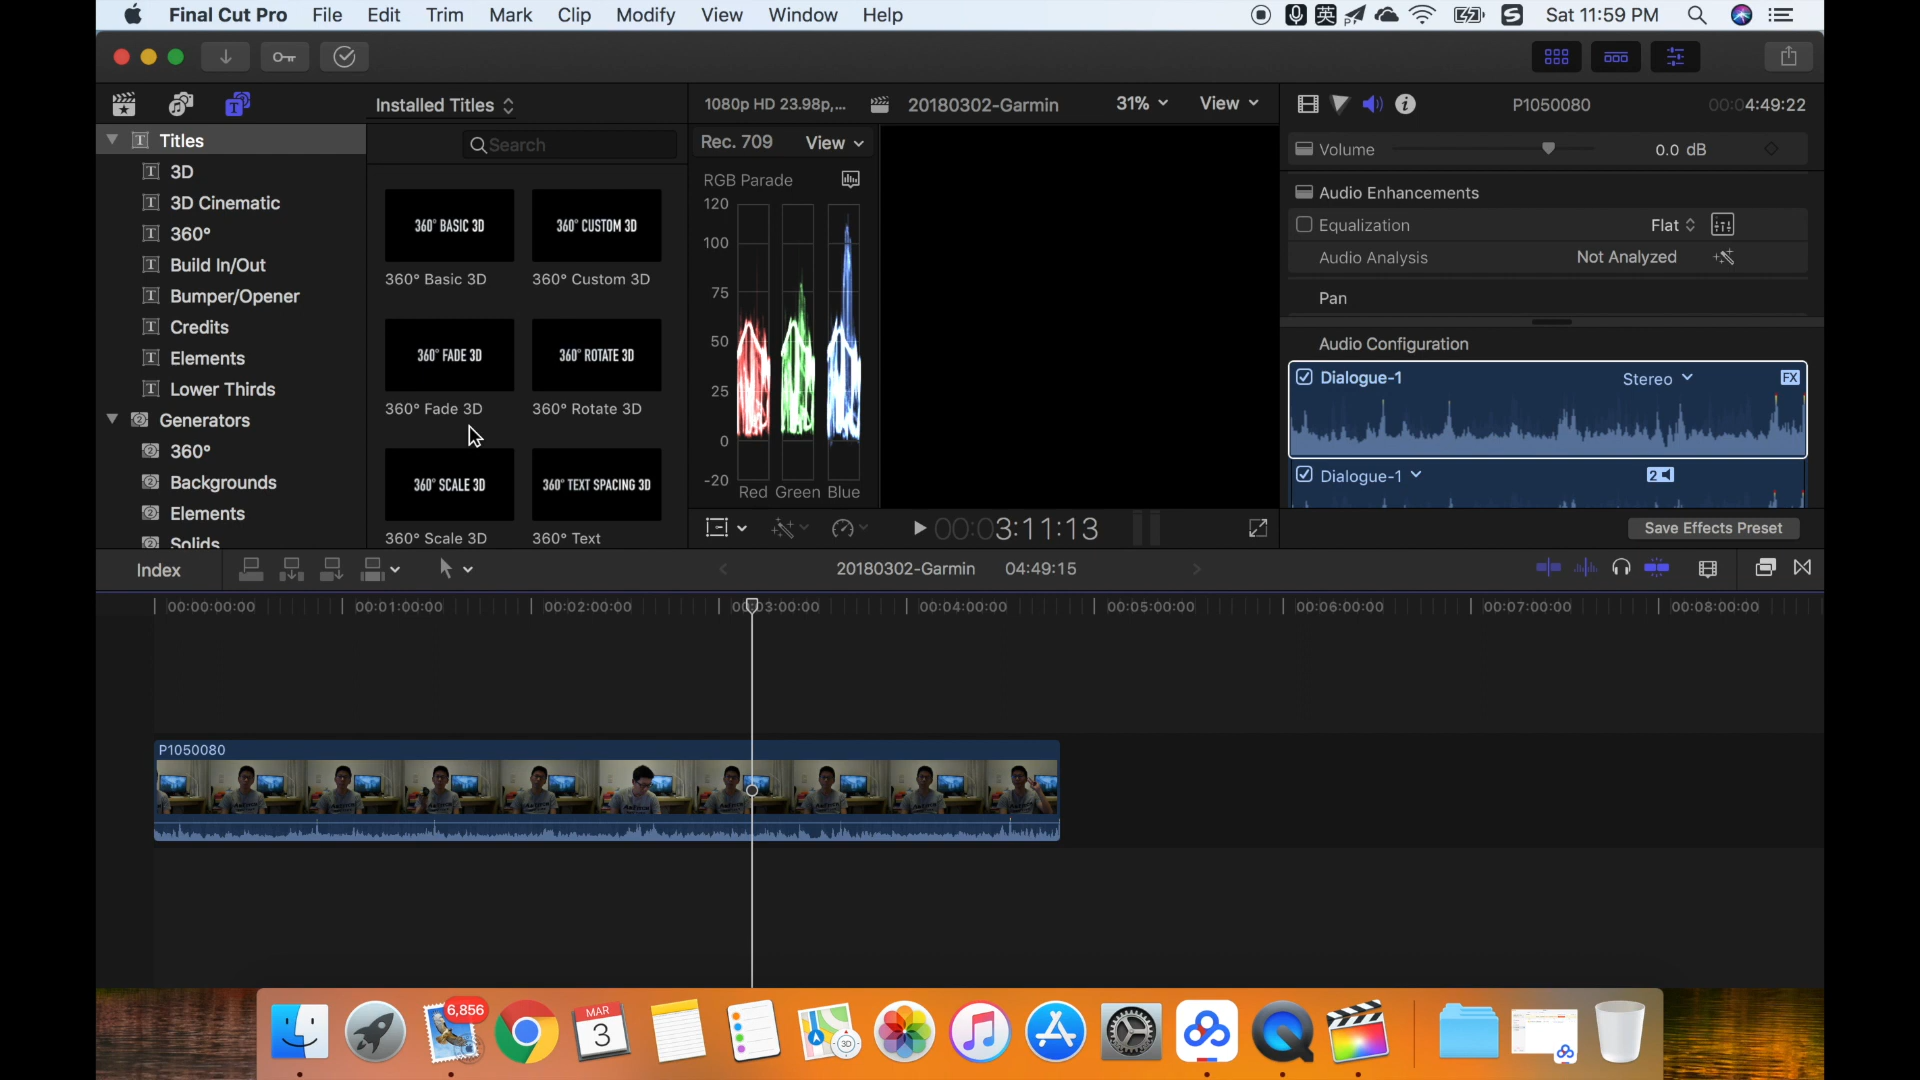 Final Cut Pro File Edit Trim Mark Clip Modify View Window Help 英 Sat 11:59 PM
Installed Titles 1080p HD 23.98p,... 20180302-Garmin 31% View P1050080 00:04:49:22
Titles Search Rec. 709 View Volume 0.0 dB
3D RGB Parade Audio Enhancements
3D Cinematic 360° BASIC 3D 360° CUSTOM 3D 120 Equalization Flat
360° 100 Audio Analysis Not Analyzed
Build In/Out 360° Basic 3D 360° Custom 3D 75 Pan
Bumper/Opener
Credits 50 Audio Configuration
Elements 360° FADE 3D 360° ROTATE 3D Dialogue-1 Stereo FX
Lower Thirds 25
Generators 360° Fade 3D 360° Rotate 3D 0
360° Dialogue-1 2
Backgrounds 360° SCALE 3D 360° TEXT SPACING 3D -20
Elements Red Green Blue
Solids 360° Scale 3D 360° Text 00:03:11:13 Save Effects Preset
Index 20180302-Garmin 04:49:15
00:00:00:00 00:01:00:00 00:02:00:00 00:03:00:00 00:04:00:00 00:05:00:00 00:06:00:00 00:07:00:00 00:08:00:00
P1050080
6,856 MAR 3 3D